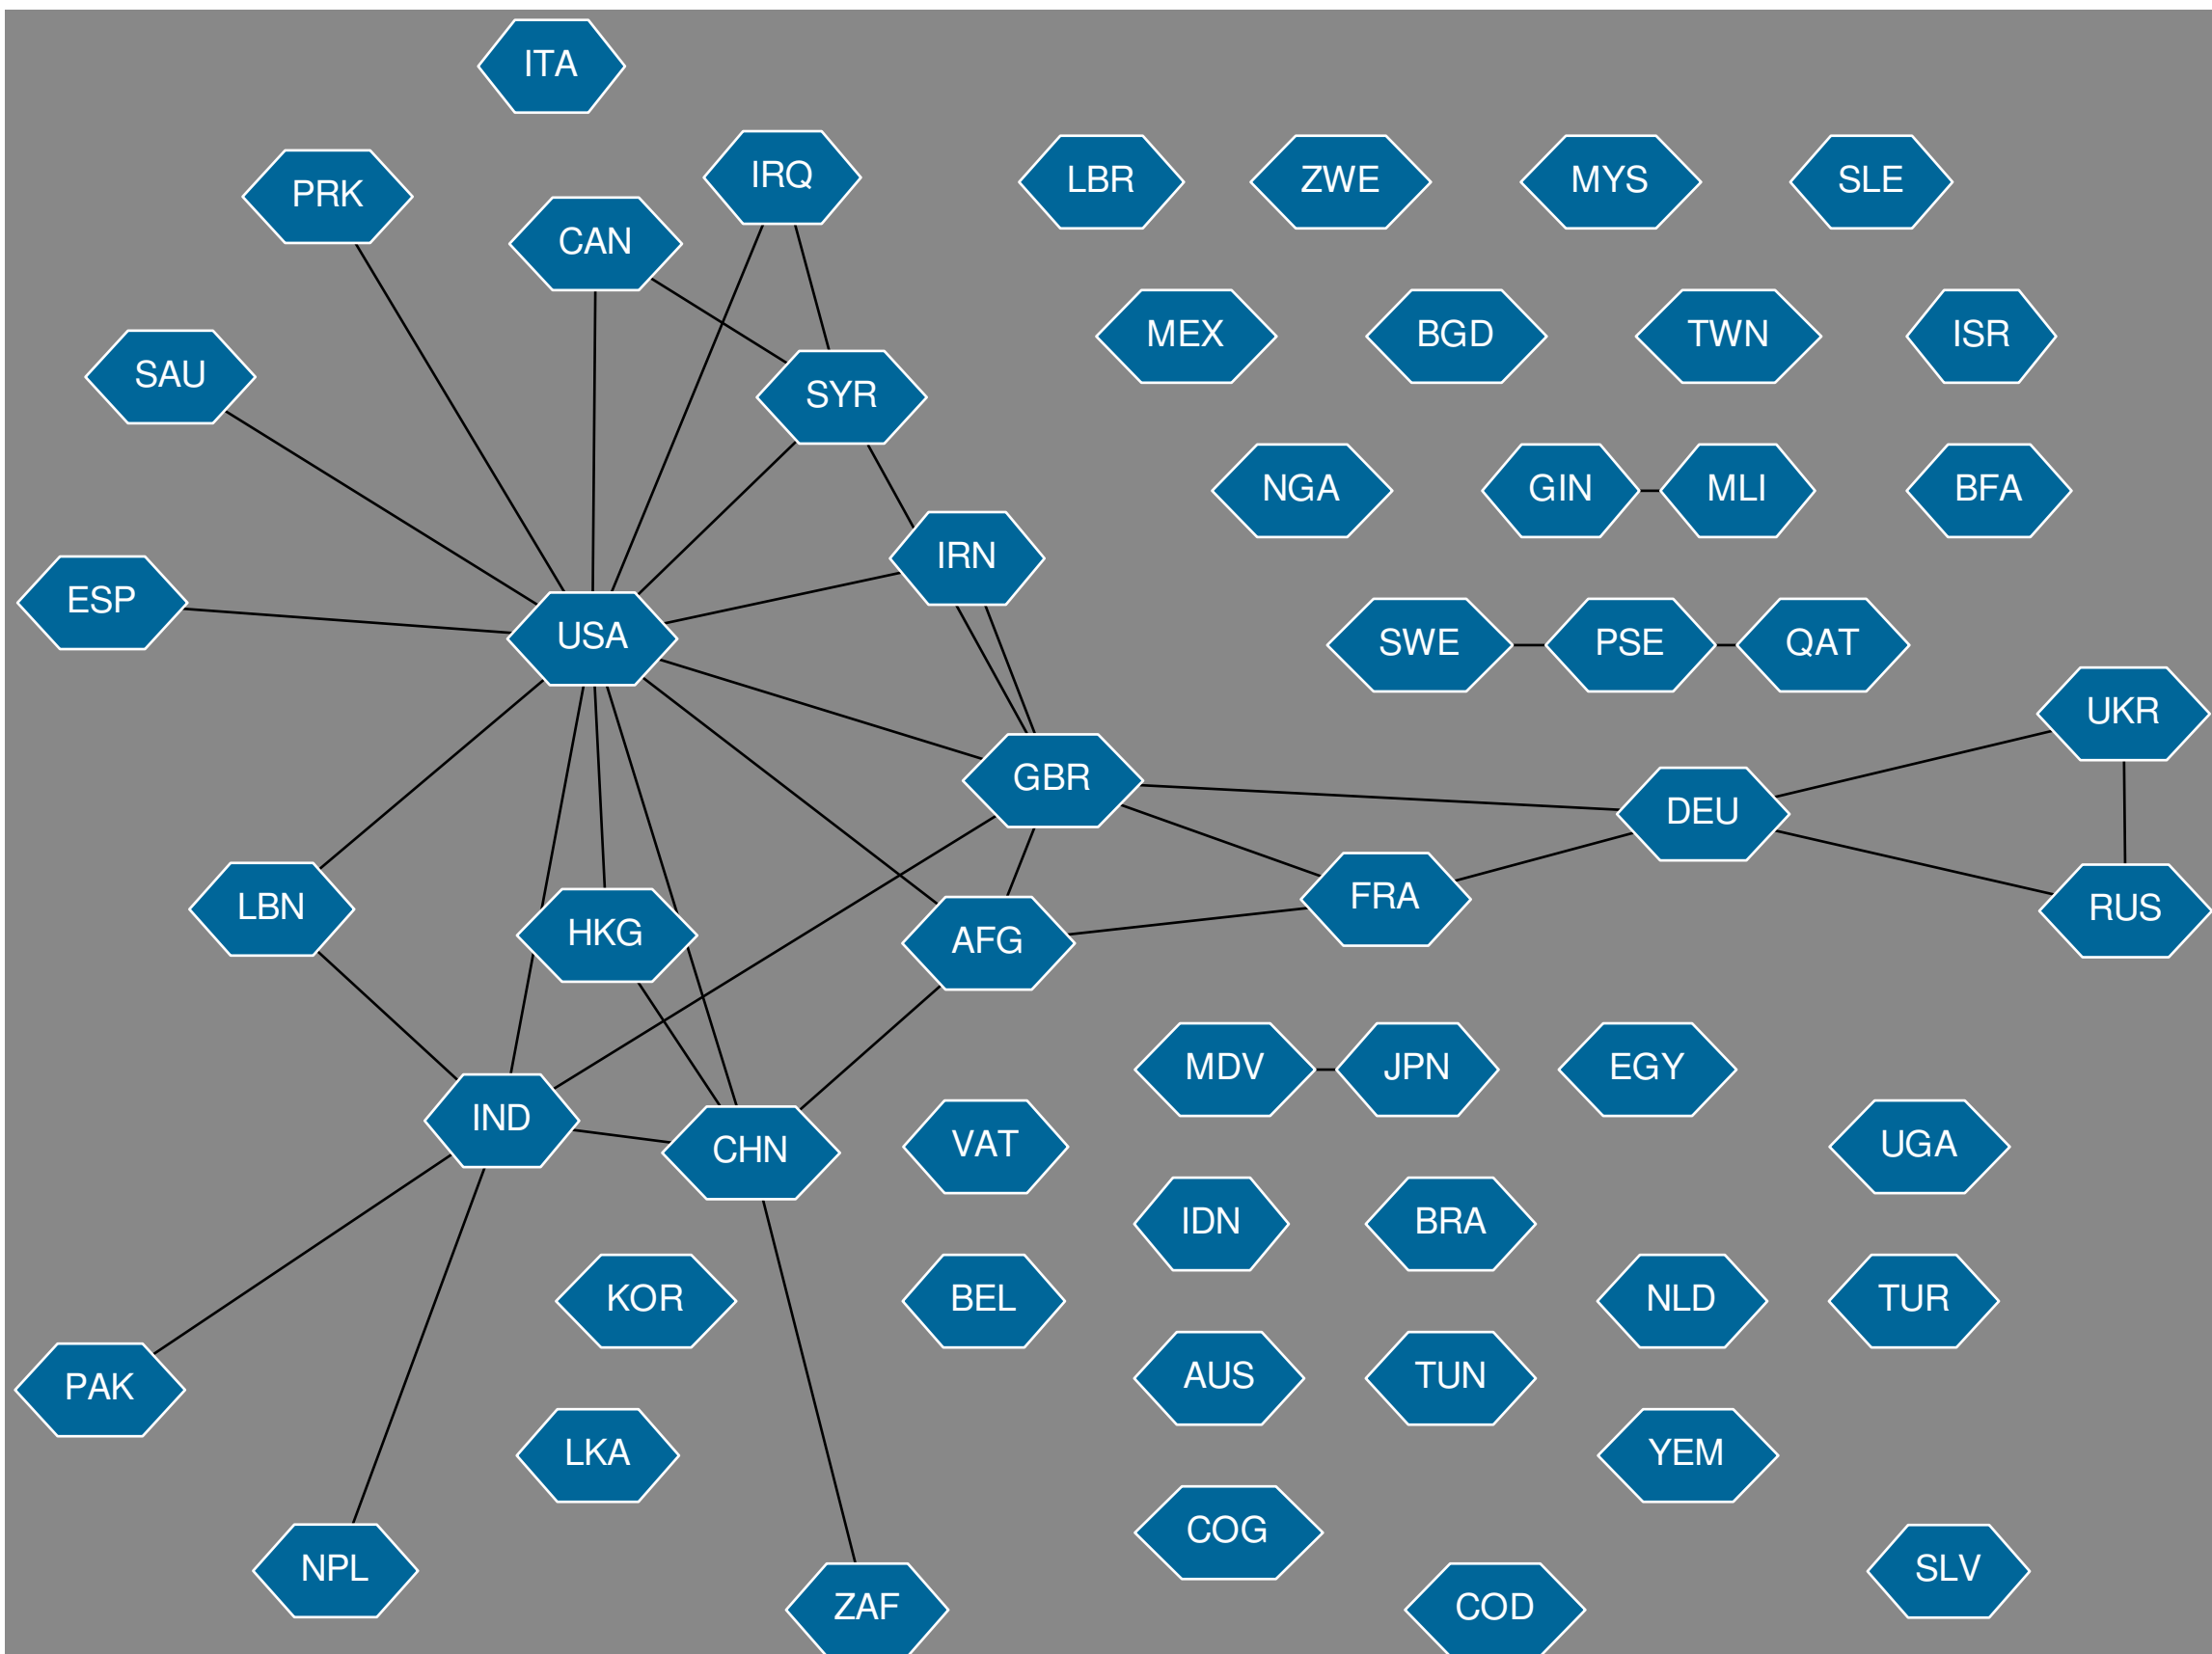 ITA
PRK
CAN
IRQ
LBR
ZWE
MYS
SLE
SAU
SYR
MEX
BGD
TWN
ISR
NGA
GIN
MLI
BFA
ESP
USA
IRN
SWE
PSE
QAT
UKR
GBR
DEU
LBN
HKG
AFG
FRA
RUS
MDV
JPN
EGY
IND
CHN
VAT
UGA
IDN
BRA
KOR
BEL
NLD
TUR
PAK
AUS
TUN
LKA
YEM
COG
NPL
ZAF
COD
SLV